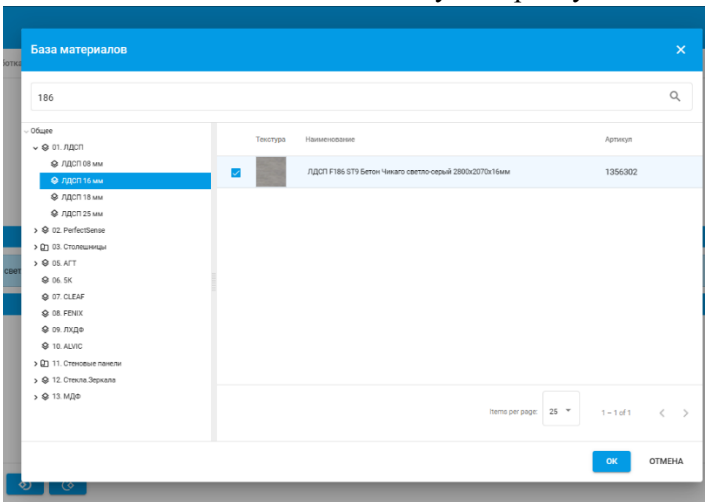 База материалов
186
Общее
01. ЛДСП
ЛДСП 08 мм
ЛДСП 16 мм
ЛДСП 18 мм
ЛДСП 25 мм
02. PerfectSense
03. Столешницы
05. АГТ
06. 5К
07. CLEAF
08. FENIX
09. ЛХДФ
10. ALVIC
11. Стеновые панели
12. Стекла.Зеркала
13. МДФ
Текстура Наименование Артикул
ЛДСП F186 ST9 Бетон Чикаго светло-серый 2800x2070x16мм 1356302
Items per page: 25 1 – 1 of 1
ОК ОТМЕНА